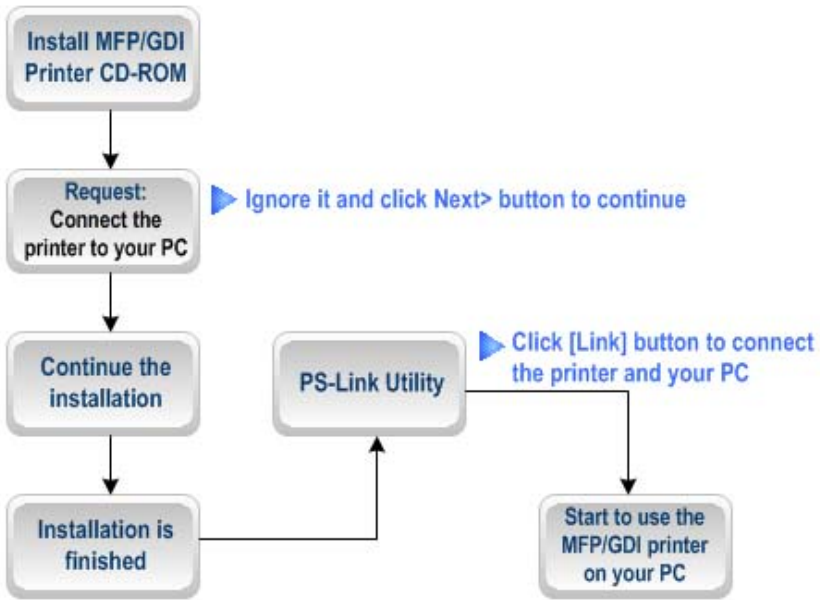 Install MFP/GDI
Printer CD-ROM
Request:
Connect the
printer to your PC
Ignore it and click Next> button to continue
Continue the
installation
Installation is
finished
PS-Link Utility
Click [Link] button to connect
the printer and your PC
Start to use the
MFP/GDI printer
on your PC